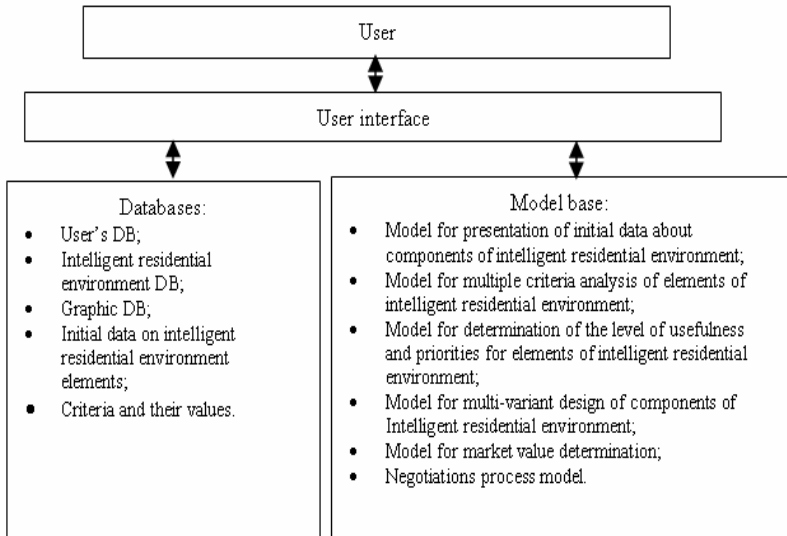 User
User interface
Databases:
• User's DB;
• Intelligent residential
environment DB;
• Graphic DB;
• Initial data on intelligent
residential environment
elements;
• Criteria and their values.
Model base:
• Model for presentation of initial data about
components of intelligent residential environment;
• Model for multiple criteria analysis of elements of
intelligent residential environment;
• Model for determination of the level of usefulness
and priorities for elements of intelligent residential
environment;
• Model for multi-variant design of components of
Intelligent residential environment;
• Model for market value determination;
• Negotiations process model.